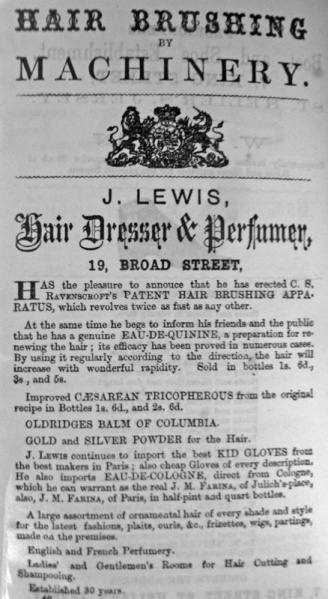 HAIR BRUSHING
BY
MACHINERY.
J. LEWIS,
Hair Dresser & Perfumer,
19, BROAD STREET,
HAS the pleasure to annouce that he has erected C. S.
RAVENSCROFT'S PATENT HAIR BRUSHING APPA-
RATUS, which revolves twice as fast as any other.
At the same time he begs to inform his friends and the public
that he has a genuine EAU-DE-QUININE, a preparation for re-
newing the hair; its efficacy has been proved in numerous cases.
By using it regularly according to the direction, the hair will
increase with wonderful rapidity. Sold in bottles 1s. 6d.,
3s, and 5s.
Improved CÆSAREAN TRICOPHEROUS from the original
recipe in Bottles 1s. 6d., and 2s. 6d.
OLDRIDGES BALM OF COLUMBIA.
GOLD and SILVER POWDER for the Hair.
J. LEWIS continues to import the best KID GLOVES from
the best makers in Paris; also cheap Gloves of every description.
He also imports EAU-DE-COLOGNE, direct from Cologne,
which he can warrant as the real J. M. FARINA, of Julich's-place,
also, J. M. FARINA, of Paris, in half-pint and quart bottles.
A large assortment of ornamental hair of every shade and style
for the latest fashions, plaits, curls, &c., frizettes, wigs, partings,
made on the premises.
English and French Perfumery.
Ladies' and Gentlemen's Rooms for Hair Cutting and
Shampooing.
Established 30 years.